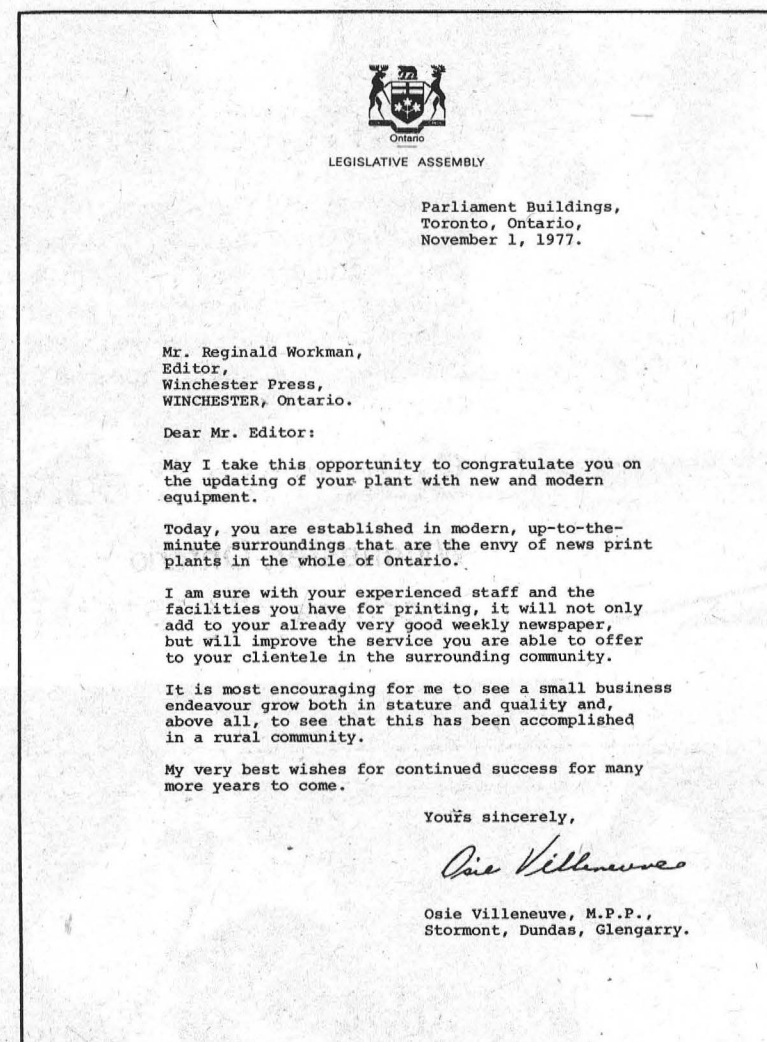 Ontario
LEGISLATIVE ASSEMBLY
Parliament Buildings,
Toronto, Ontario,
November 1, 1977.
Mr. Reginald Workman,
Editor,
Winchester Press,
WINCHESTER, Ontario.
Dear Mr. Editor:
May I take this opportunity to congratulate you on
the updating of your plant with new and modern
equipment.
Today, you are established in modern, up-to-the-
minute surroundings that are the envy of news print
plants in the whole of Ontario.
I am sure with your experienced staff and the
facilities you have for printing, it will not only
add to your already very good weekly newspaper,
but will improve the service you are able to offer
to your clientele in the surrounding community.
It is most encouraging for me to see a small business
endeavour grow both in stature and quality and,
above all, to see that this has been accomplished
in a rural community.
My very best wishes for continued success for many
more years to come.
Yours sincerely,
Osie Villeneuve
Osie Villeneuve, M.P.P.,
Stormont, Dundas, Glengarry.